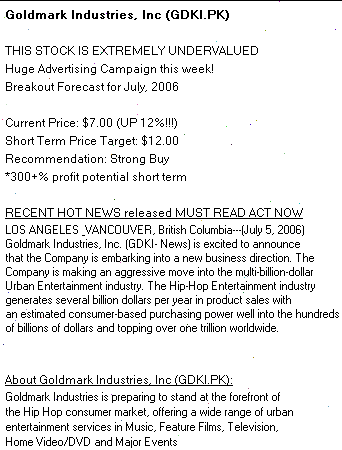 Goldmark Industries, Inc (GDKI.PK)
THIS STOCK IS EXTREMELY UNDERVALUED
Huge Advertising Campaign this week!
Breakout Forecast for July, 2006
Current Price: $7.00 (UP 12%!!!)
Short Term Price Target: $12.00
Recommendation: Strong Buy
*300+% profit potential short term
RECENT HOT NEWS released MUST READ ACT NOW
LOS ANGELES _VANCOUVER, British Columbia---(July 5, 2006)
Goldmark Industries, Inc. (GDKI- News) is excited to announce
that the Company is embarking into a new business direction. The
Company is making an aggressive move into the multi-billion-dollar
Urban Entertainment industry. The Hip-Hop Entertainment industry
generates several billion dollars per year in product sales with
an estimated consumer-based purchasing power well into the hundreds
of billions of dollars and topping over one trillion worldwide.
About Goldmark Industries, Inc (GDKI.PK):
Goldmark Industries is preparing to stand at the forefront of
the Hip Hop consumer market, offering a wide range of urban
entertainment services in Music, Feature Films, Television,
Home Video/DVD and Major Events